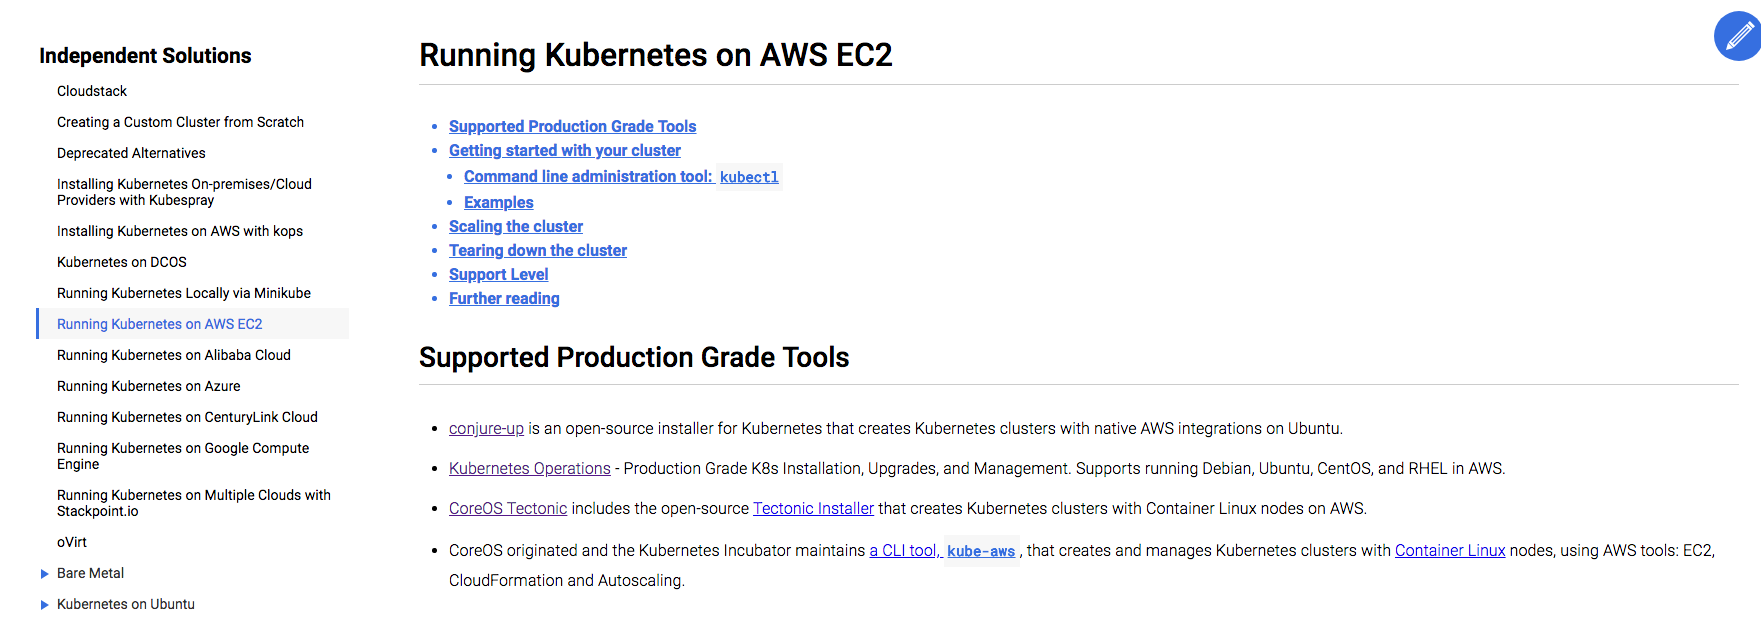 Independent Solutions
Cloudstack
Creating a Custom Cluster from Scratch
Deprecated Alternatives
Installing Kubernetes On-premises/Cloud
Providers with Kubespray
Installing Kubernetes on AWS with kops
Kubernetes on DCOS
Running Kubernetes Locally via Minikube
Running Kubernetes on AWS EC2
Running Kubernetes on Alibaba Cloud
Running Kubernetes on Azure
Running Kubernetes on CenturyLink Cloud
Running Kubernetes on Google Compute
Engine
Running Kubernetes on Multiple Clouds with
Stackpoint.io
oVirt
Bare Metal
Kubernetes on Ubuntu
Running Kubernetes on AWS EC2
Supported Production Grade Tools
Getting started with your cluster
Command line administration tool: kubectl
Examples
Scaling the cluster
Tearing down the cluster
Support Level
Further reading
Supported Production Grade Tools
conjure-up is an open-source installer for Kubernetes that creates Kubernetes clusters with native AWS integrations on Ubuntu.
Kubernetes Operations - Production Grade K8s Installation, Upgrades, and Management. Supports running Debian, Ubuntu, CentOS, and RHEL in AWS.
CoreOS Tectonic includes the open-source Tectonic Installer that creates Kubernetes clusters with Container Linux nodes on AWS.
CoreOS originated and the Kubernetes Incubator maintains a CLI tool, kube-aws, that creates and manages Kubernetes clusters with Container Linux nodes, using AWS tools: EC2,
CloudFormation and Autoscaling.